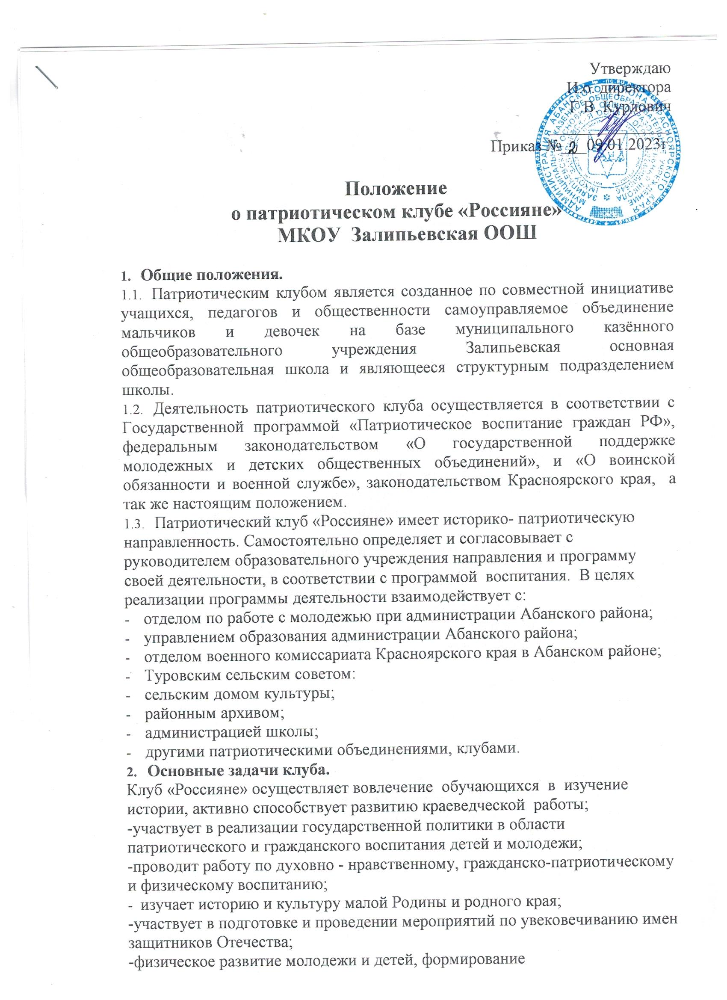 Утверждаю
И.о. директора
Г.В. Курлович
Приказ № 2 09.01.2023г.
Положение
о патриотическом клубе «Россияне»
МКОУ Залипьевская ООШ
1. Общие положения.
1.1. Патриотическим клубом является созданное по совместной инициативе
учащихся, педагогов и общественности самоуправляемое объединение
мальчиков и девочек на базе муниципального казённого
общеобразовательного учреждения Залипьевская основная
общеобразовательная школа и являющееся структурным подразделением
школы.
1.2. Деятельность патриотического клуба осуществляется в соответствии с
Государственной программой «Патриотическое воспитание граждан РФ»,
федеральным законодательством «О государственной поддержке
молодежных и детских общественных объединений», и «О воинской
обязанности и военной службе», законодательством Красноярского края, а
так же настоящим положением.
1.3. Патриотический клуб «Россияне» имеет историко- патриотическую
направленность. Самостоятельно определяет и согласовывает с
руководителем образовательного учреждения направления и программу
своей деятельности, в соответствии с программой воспитания. В целях
реализации программы деятельности взаимодействует с:
- отделом по работе с молодежью при администрации Абанского района;
- управлением образования администрации Абанского района;
- отделом военного комиссариата Красноярского края в Абанском районе;
- Туровским сельским советом:
- сельским домом культуры;
- районным архивом;
- администрацией школы;
- другими патриотическими объединениями, клубами.
2. Основные задачи клуба.
Клуб «Россияне» осуществляет вовлечение обучающихся в изучение
истории, активно способствует развитию краеведческой работы;
-участвует в реализации государственной политики в области
патриотического и гражданского воспитания детей и молодежи;
-проводит работу по духовно - нравственному, гражданско-патриотическому
и физическому воспитанию;
- изучает историю и культуру малой Родины и родного края;
-участвует в подготовке и проведении мероприятий по увековечиванию имен
защитников Отечества;
-физическое развитие молодежи и детей, формирование
АДМИНИСТРАЦИЯ АБАНСКОГО РАЙОНА КРАСНОЯРСКОГО КРАЯ